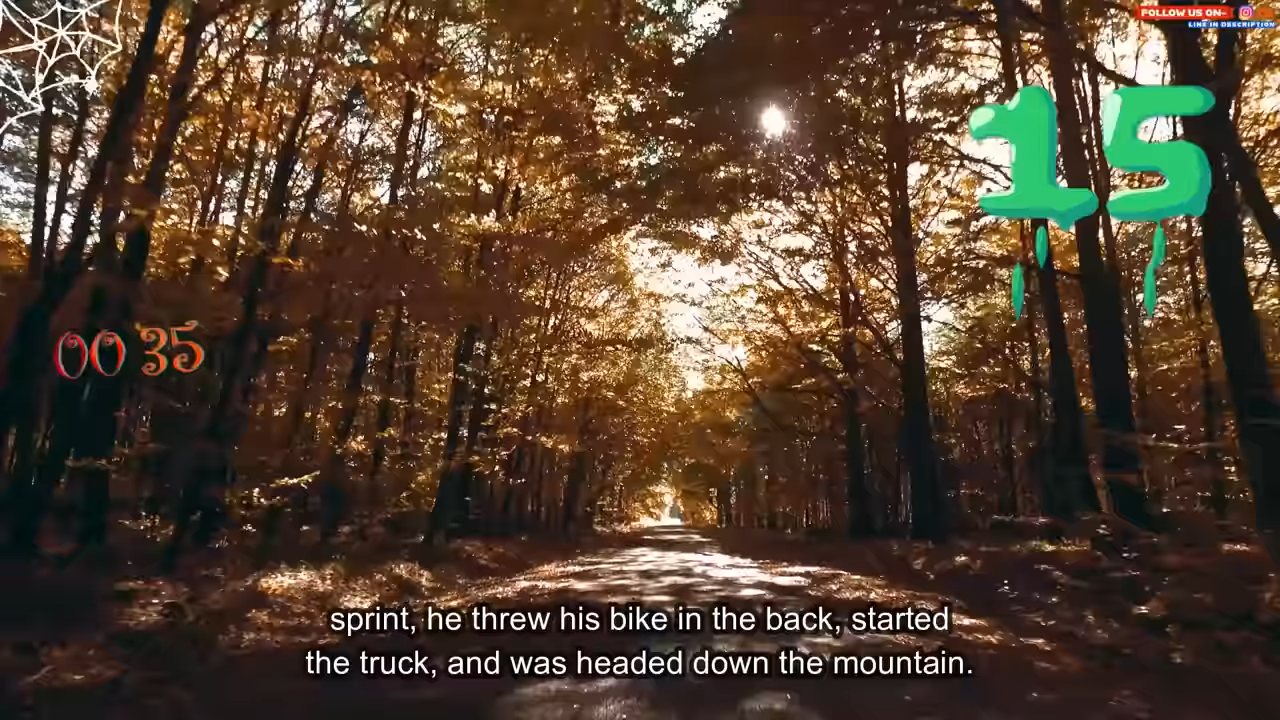 FOLLOW US ON-
LINK IN DESCRIPTION
15
00 35
sprint, he threw his bike in the back, started
the truck, and was headed down the mountain.